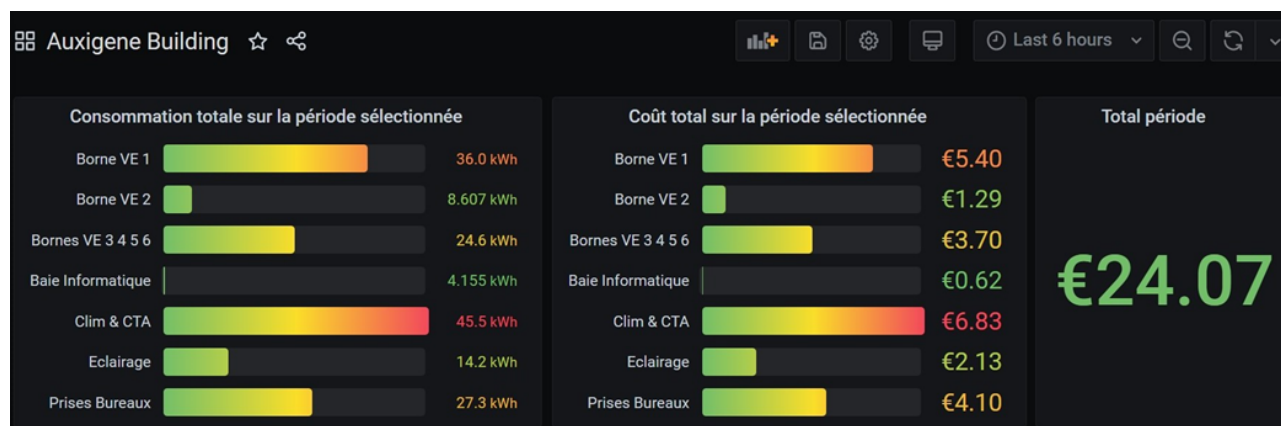 Auxigene Building
Last 6 hours
Consommation totale sur la période sélectionnée
Borne VE 1 36.0 kWh
Borne VE 2 8.607 kWh
Bornes VE 3 4 5 6 24.6 kWh
Baie Informatique 4.155 kWh
Clim & CTA 45.5 kWh
Eclairage 14.2 kWh
Prises Bureaux 27.3 kWh
Coût total sur la période sélectionnée
Borne VE 1 €5.40
Borne VE 2 €1.29
Bornes VE 3 4 5 6 €3.70
Baie Informatique €0.62
Clim & CTA €6.83
Eclairage €2.13
Prises Bureaux €4.10
Total période
€24.07